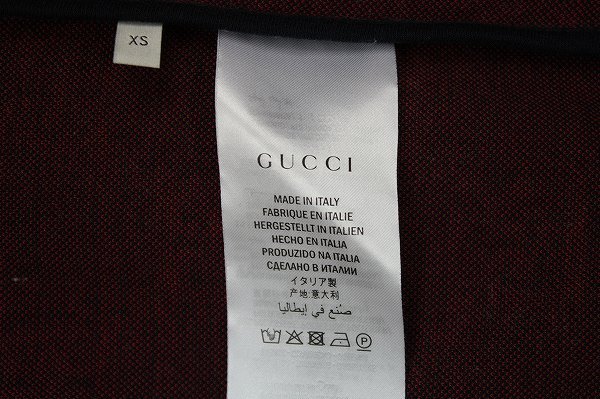 XS
GUCCI
MADE IN ITALY
FABRIQUE EN ITALIE
HERGESTELLT IN ITALIEN
HECHO EN ITALIA
PRODUZIDO NA ITALIA
СДЕЛАНО В ИТАЛИИ
イタリア製
产地:意大利
صنع في إيطاليا
P